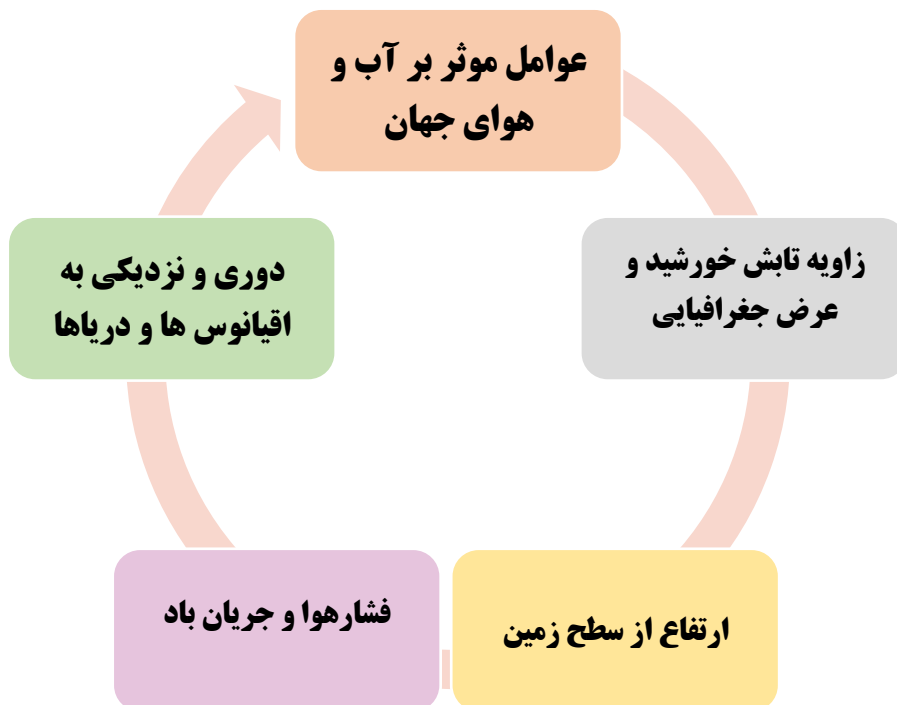 عوامل موثر بر آب و
هوای جهان
زاویه تابش خورشید و
عرض جغرافیایی
ارتفاع از سطح زمین
فشارهوا و جریان باد
دوری و نزدیکی به
اقیانوس ها و دریاها